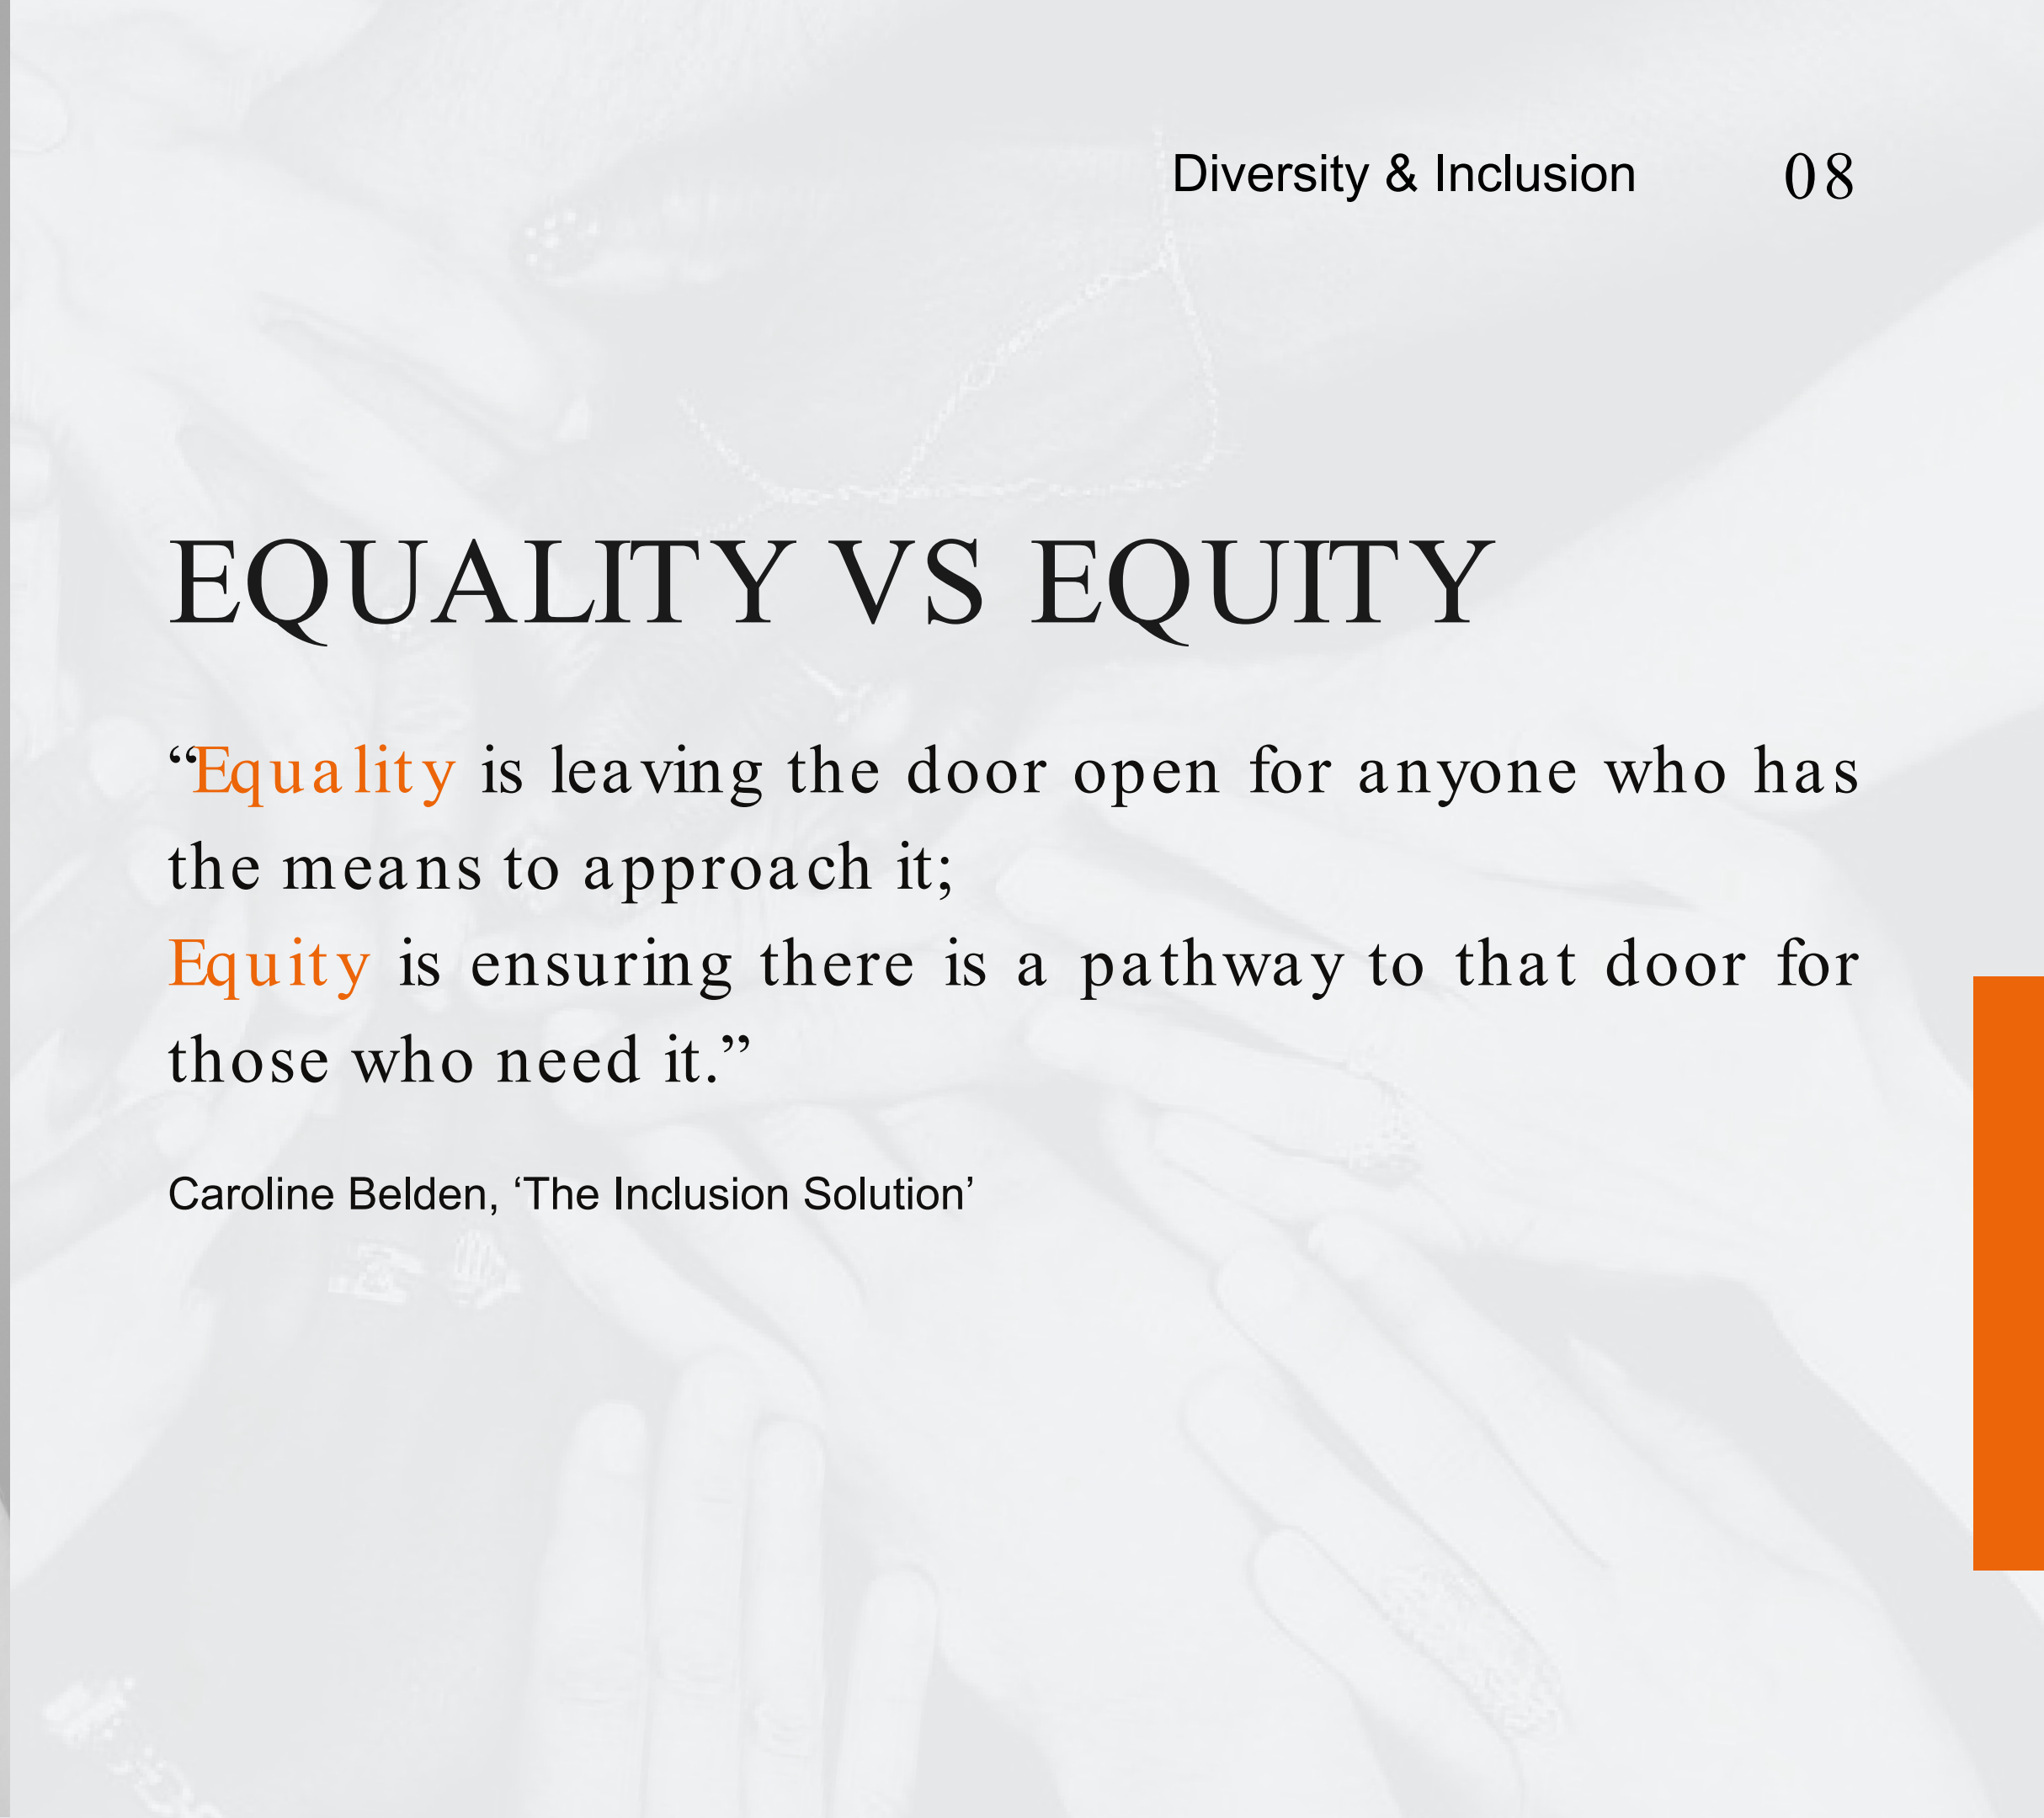 Diversity & Inclusion 08
EQUALITY VS EQUITY
“Equality is leaving the door open for anyone who has
the means to approach it;
Equity is ensuring there is a pathway to that door for
those who need it.”
Caroline Belden, ‘The Inclusion Solution’